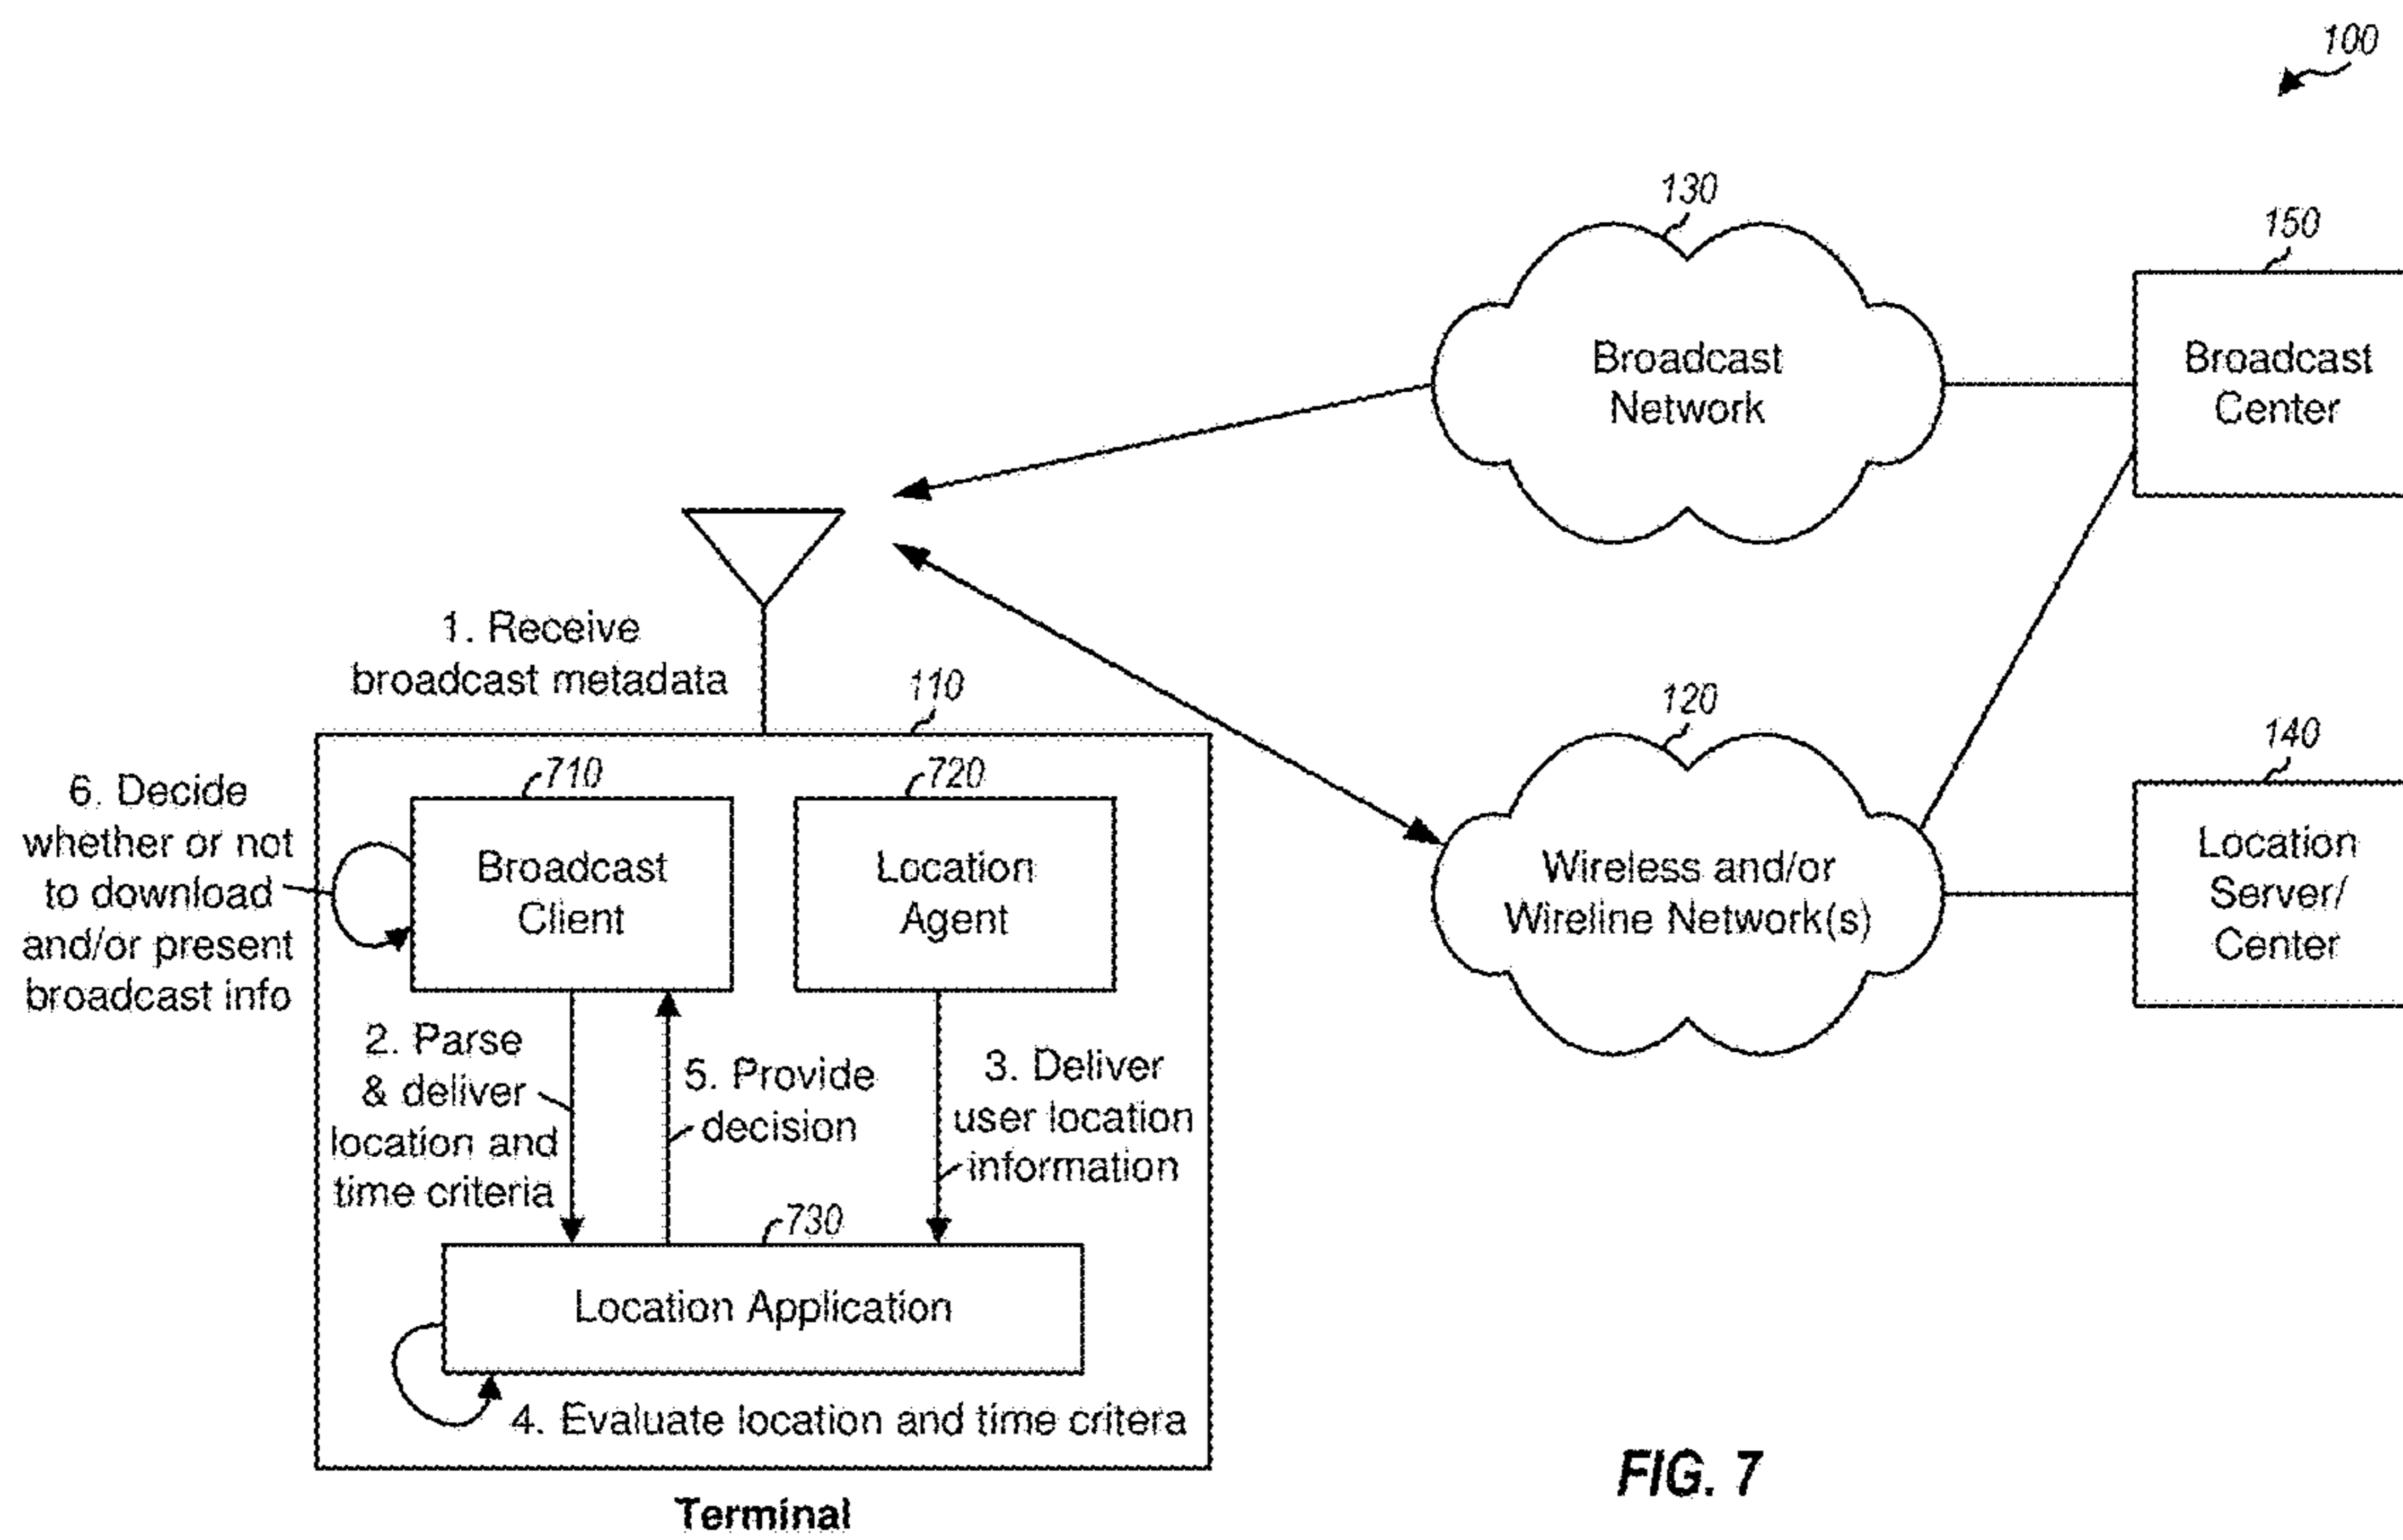 100
130
150
Broadcast
Network
Broadcast
Center
1. Receive
broadcast metadata
110
120
140
Wireless and/or
Wireline Network(s)
Location
Server/
Center
6. Decide
whether or not
to download
and/or present
broadcast info
710
720
Broadcast
Client
Location
Agent
2. Parse
& deliver
location and
time criteria
5. Provide
decision
3. Deliver
user location
information
730
Location Application
4. Evaluate location and time critera
Terminal
FIG. 7